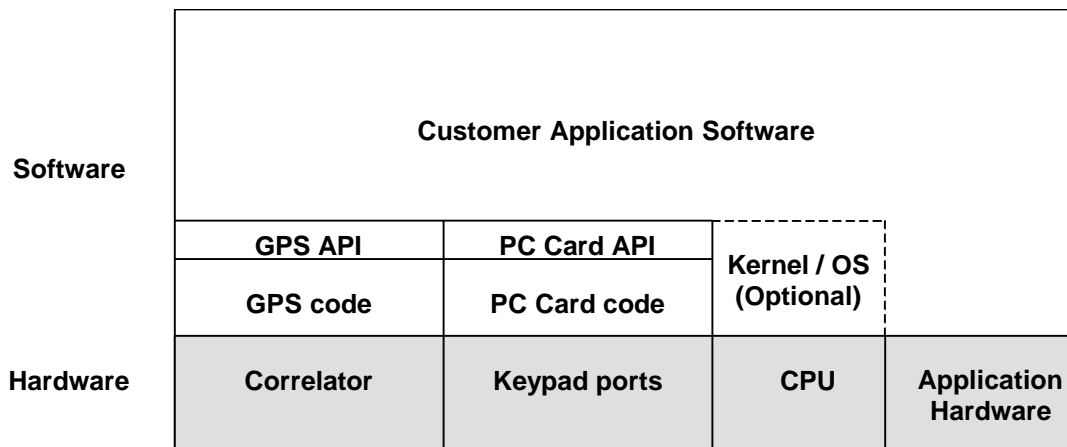 Customer Application Software
Software
GPS API
PC Card API
Kernel / OS
(Optional)
GPS code
PC Card code
Hardware
Correlator
Keypad ports
CPU
Application
Hardware